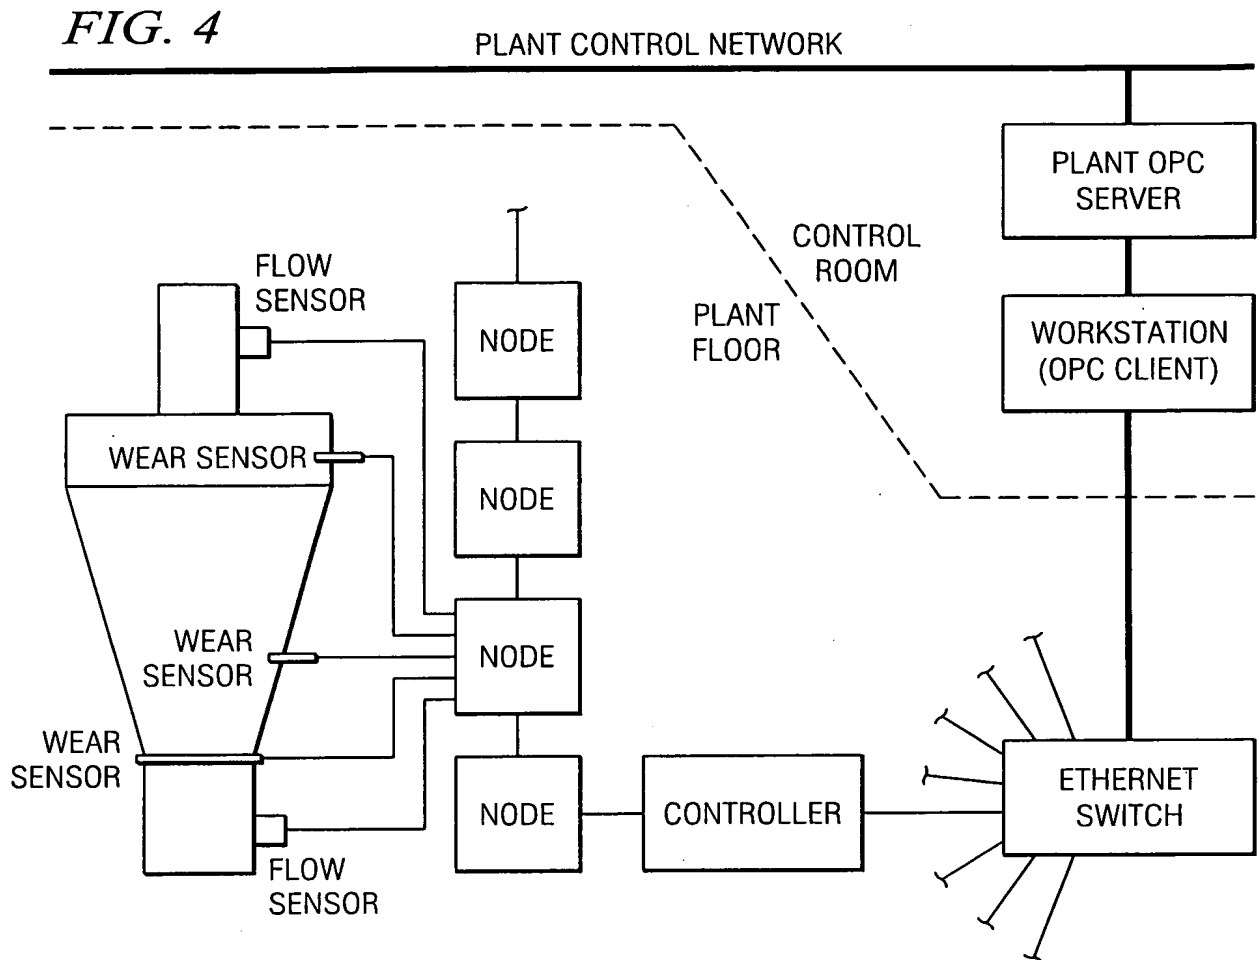 FIG. 4
PLANT CONTROL NETWORK
PLANT OPC
SERVER
CONTROL
ROOM
PLANT
FLOOR
WORKSTATION
(OPC CLIENT)
FLOW
SENSOR
NODE
WEAR SENSOR
NODE
WEAR
SENSOR
NODE
WEAR
SENSOR
NODE
CONTROLLER
ETHERNET
SWITCH
FLOW
SENSOR